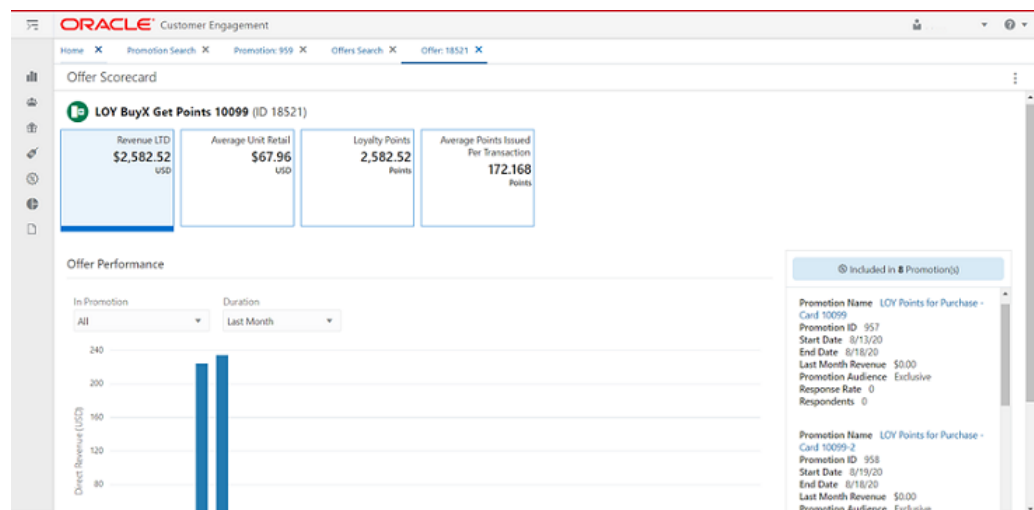 ORACLE Customer Engagement
Home X Promotion Search X Promotion: 959 X Offers Search X Offer: 18521 X
Offer Scorecard
LOY BuyX Get Points 10099 (ID 18521)
Revenue LTD
$2,582.52
USD
Average Unit Retail
$67.96
USD
Loyalty Points
2,582.52
Points
Average Points Issued
Per Transaction
172.168
Points
Offer Performance
In Promotion
All
Duration
Last Month
240
200
160
120
80
Direct Revenue (USD)
Included in 8 Promotion(s)
Promotion Name LOY Points for Purchase -
Card 10099
Promotion ID 957
Start Date 8/13/20
End Date 8/18/20
Last Month Revenue $0.00
Promotion Audience Exclusive
Response Rate 0
Respondents 0
Promotion Name LOY Points for Purchase -
Card 10099-2
Promotion ID 958
Start Date 8/19/20
End Date 8/18/20
Last Month Revenue $0.00
Promotion Audience Exclusive